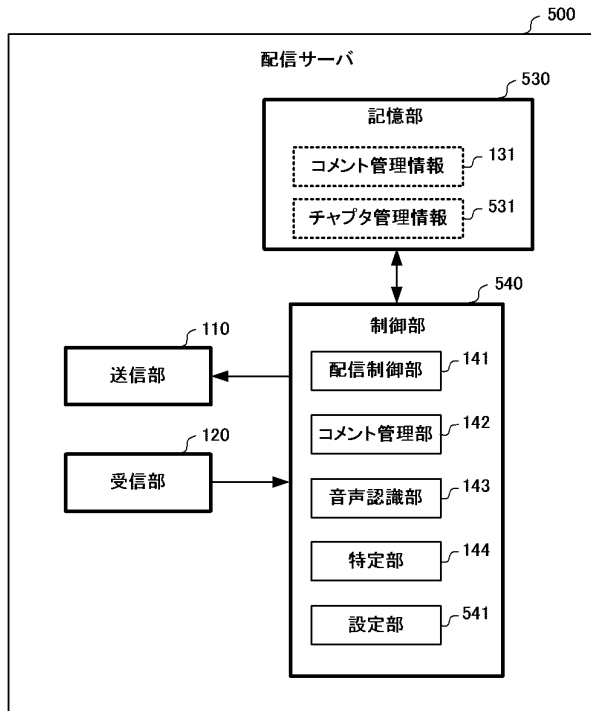 500
配信サーバ
530
記憶部
コメント管理情報
131
チャプタ管理情報
531
540
制御部
110
送信部
配信制御部
141
コメント管理部
142
120
受信部
音声認識部
143
特定部
144
設定部
541